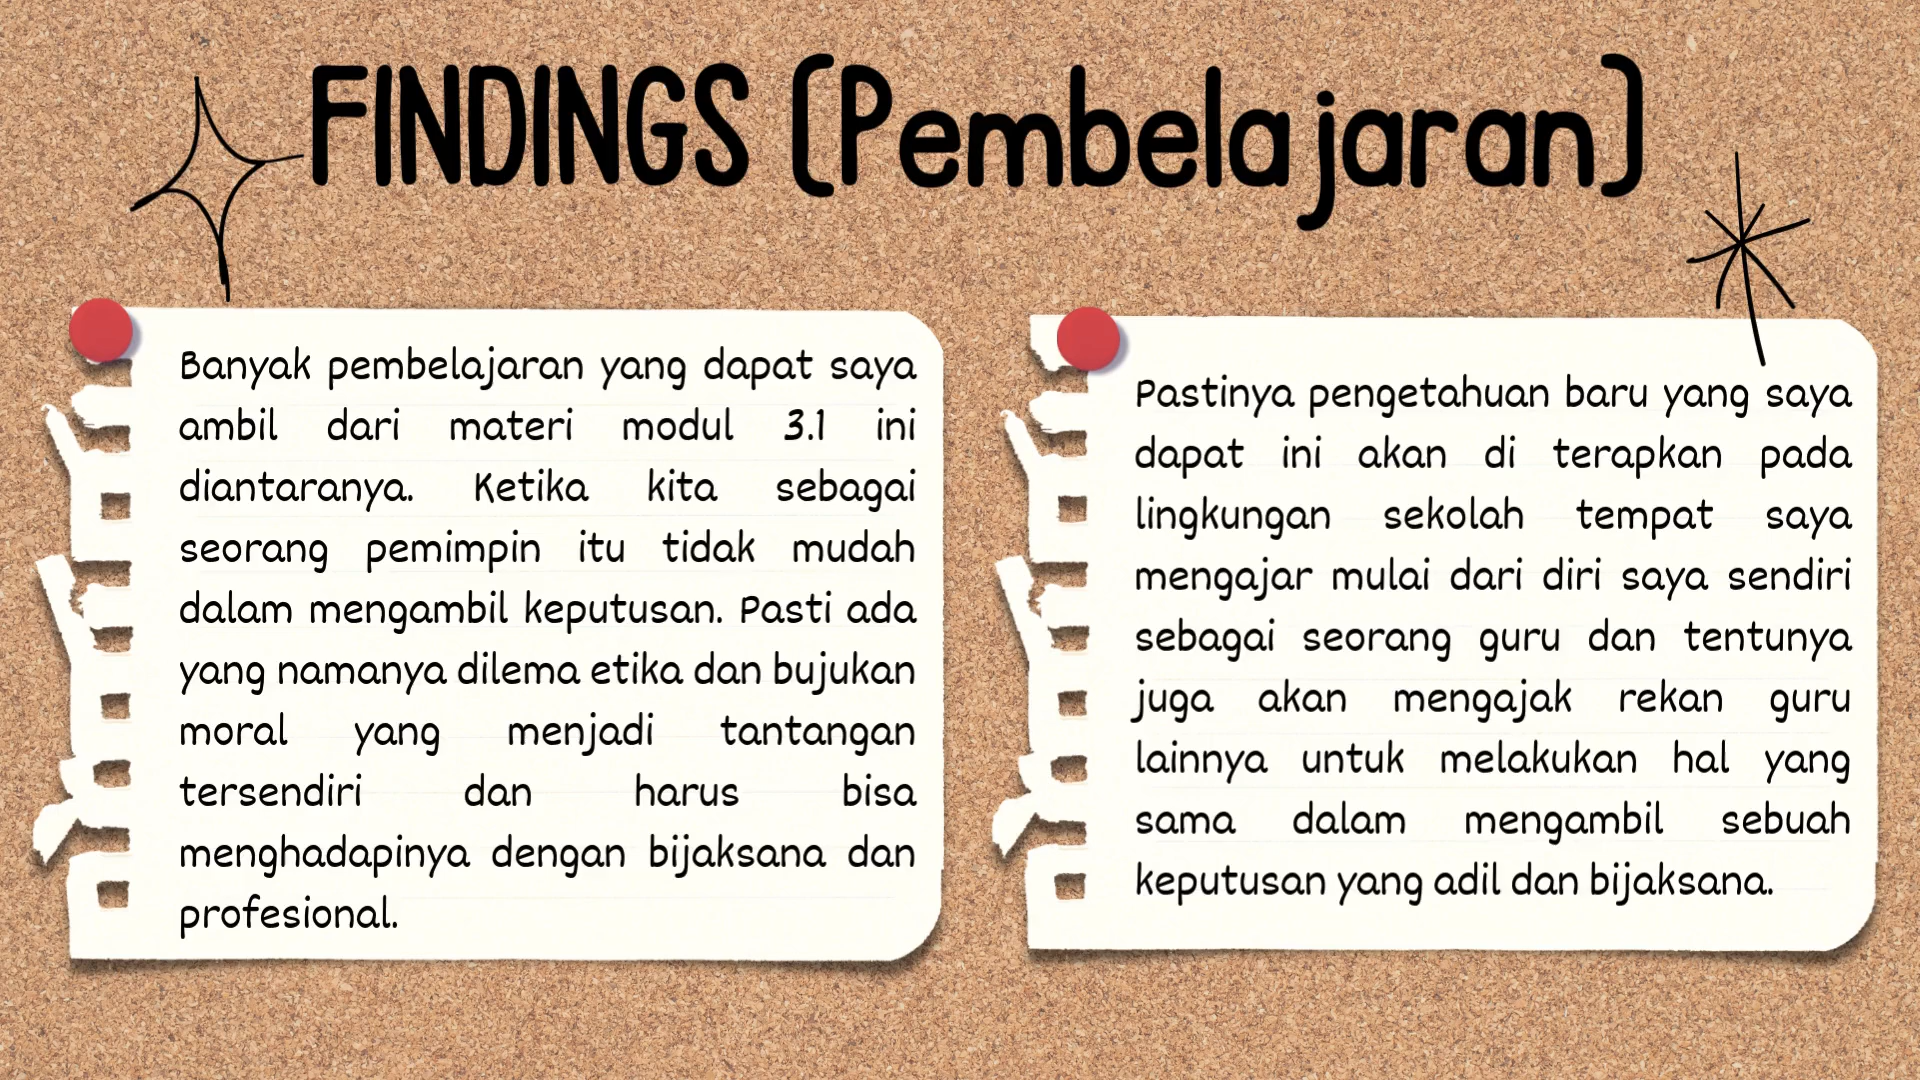 FINDINGS (Pembelajaran)
Banyak pembelajaran yang dapat saya
ambil dari materi modul 3.1 ini
diantaranya. Ketika kita sebagai
seorang pemimpin itu tidak mudah
dalam mengambil keputusan. Pasti ada
yang namanya dilema etika dan bujukan
moral yang menjadi tantangan
tersendiri dan harus bisa
menghadapinya dengan bijaksana dan
profesional.
Pastinya pengetahuan baru yang saya
dapat ini akan di terapkan pada
lingkungan sekolah tempat saya
mengajar mulai dari diri saya sendiri
sebagai seorang guru dan tentunya
juga akan mengajak rekan guru
lainnya untuk melakukan hal yang
sama dalam mengambil sebuah
keputusan yang adil dan bijaksana.